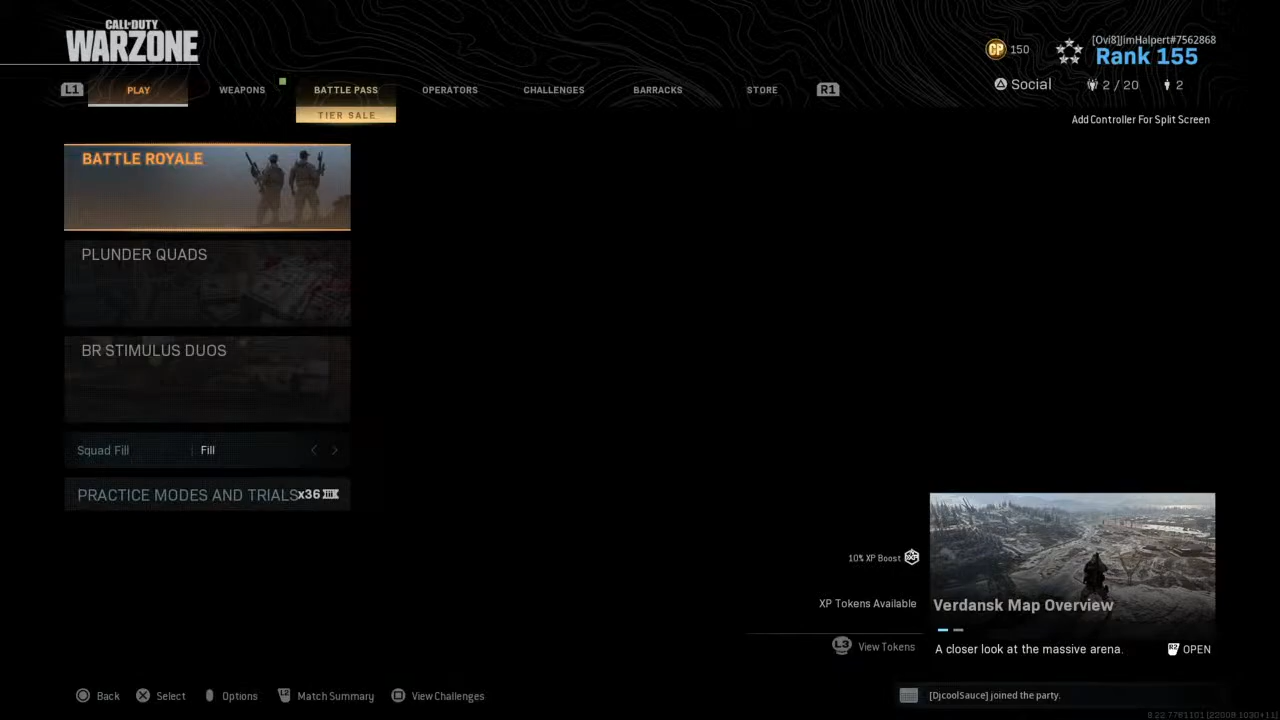 CALL OF DUTY
WARZONE
CP 150
[Ovi8]JimHalpert#7562868
Rank 155
L1 PLAY WEAPONS BATTLE PASS OPERATORS CHALLENGES BARRACKS STORE R1
TIER SALE
Social 2 / 20 2
Add Controller For Split Screen
BATTLE ROYALE
PLUNDER QUADS
BR STIMULUS DUOS
Squad Fill Fill
PRACTICE MODES AND TRIALS x36
10% XP Boost
XP Tokens Available
L3 View Tokens
Verdansk Map Overview
A closer look at the massive arena.
R2 OPEN
Back Select Options L2 Match Summary View Challenges
[DjcoolSauce] joined the party.